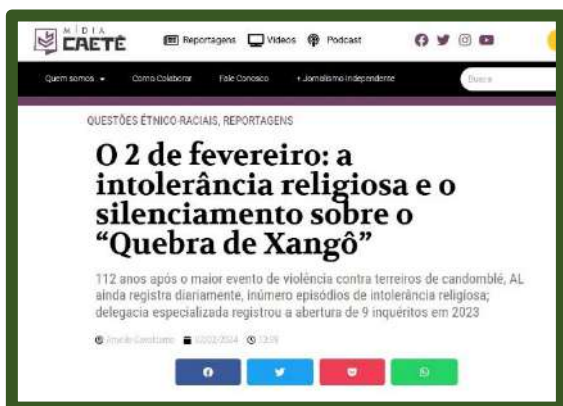 MÍDIA
CAETÊ
Reportagens Vídeos Podcast
Quem somos Como Colaborar Fale Conosco + Jornalismo Independente Busca
QUESTÕES ÉTNICO-RACIAIS, REPORTAGENS
O 2 de fevereiro: a
intolerância religiosa e o
silenciamento sobre o
“Quebra de Xangô”
112 anos após o maior evento de violência contra terreiros de candomblé, AL
ainda registra diariamente, inúmero episódios de intolerância religiosa;
delegacia especializada registrou a abertura de 9 inquéritos em 2023